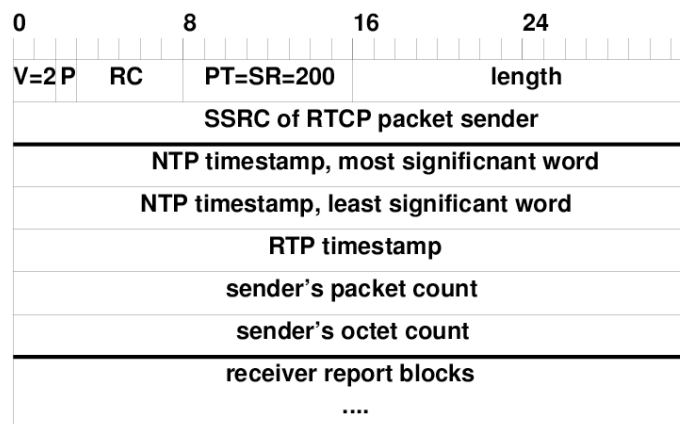 0 8 16 24
V=2 P RC PT=SR=200 length
SSRC of RTCP packet sender
NTP timestamp, most significnant word
NTP timestamp, least significant word
RTP timestamp
sender's packet count
sender's octet count
receiver report blocks
....